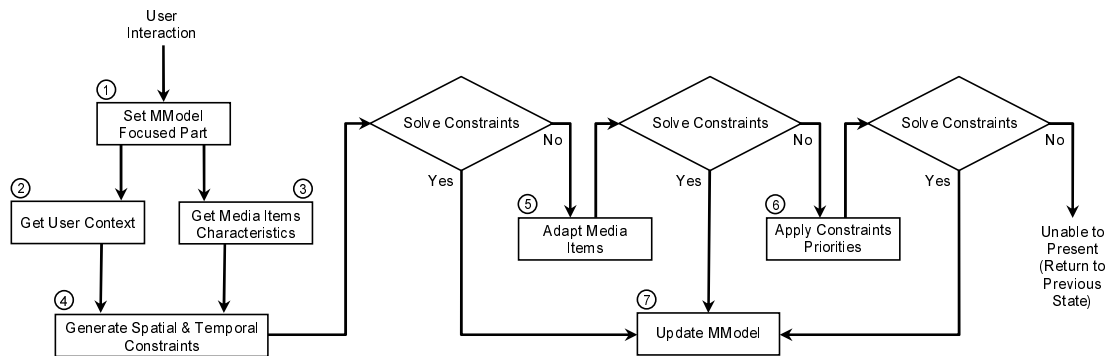 User
Interaction
1
Set MModel
Focused Part
2
Get User Context
3
Get Media Items
Characteristics
4
Generate Spatial & Temporal
Constraints
Solve Constraints
No
Yes
5
Adapt Media
Items
Solve Constraints
No
Yes
6
Apply Constraints
Priorities
Solve Constraints
No
Yes
7
Update MModel
Unable to
Present
(Return to
Previous
State)